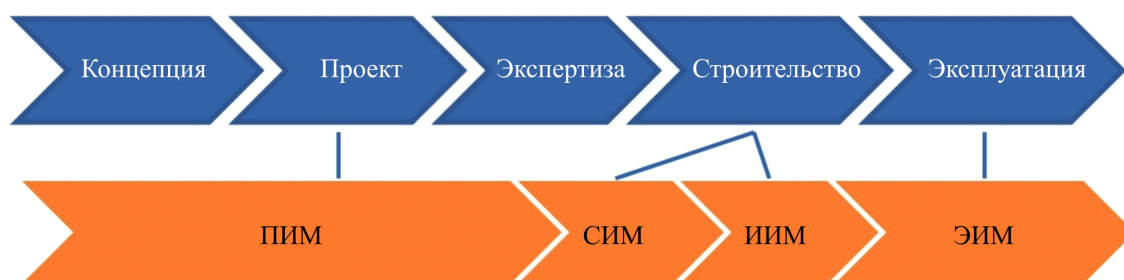 Концепция Проект Экспертиза Строительство Эксплуатация
ПИМ СИМ ИИМ ЭИМ